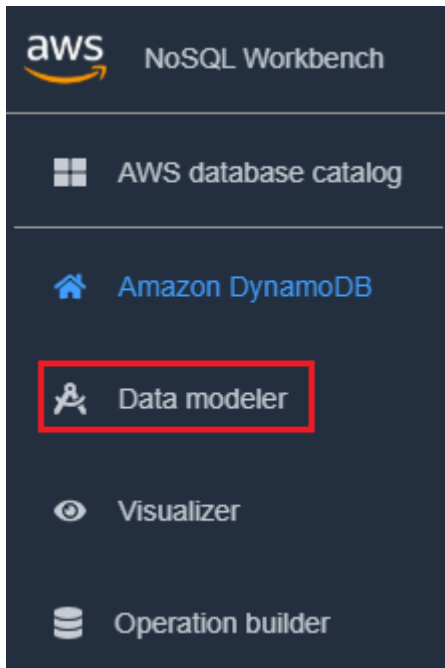 aws
NoSQL Workbench
AWS database catalog
Amazon DynamoDB
Data modeler
Visualizer
Operation builder